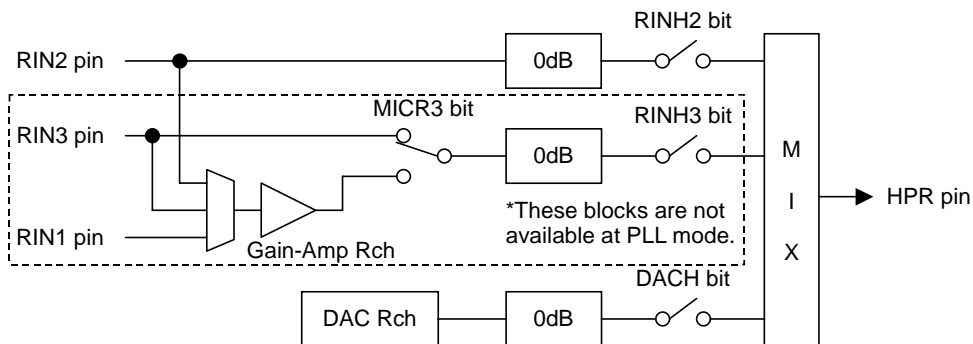 RINH2 bit
RIN2 pin
0dB
MICR3 bit
RINH3 bit
RIN3 pin
0dB
M
I
X
HPR pin
*These blocks are not
available at PLL mode.
RIN1 pin
Gain-Amp Rch
DACH bit
DAC Rch
0dB